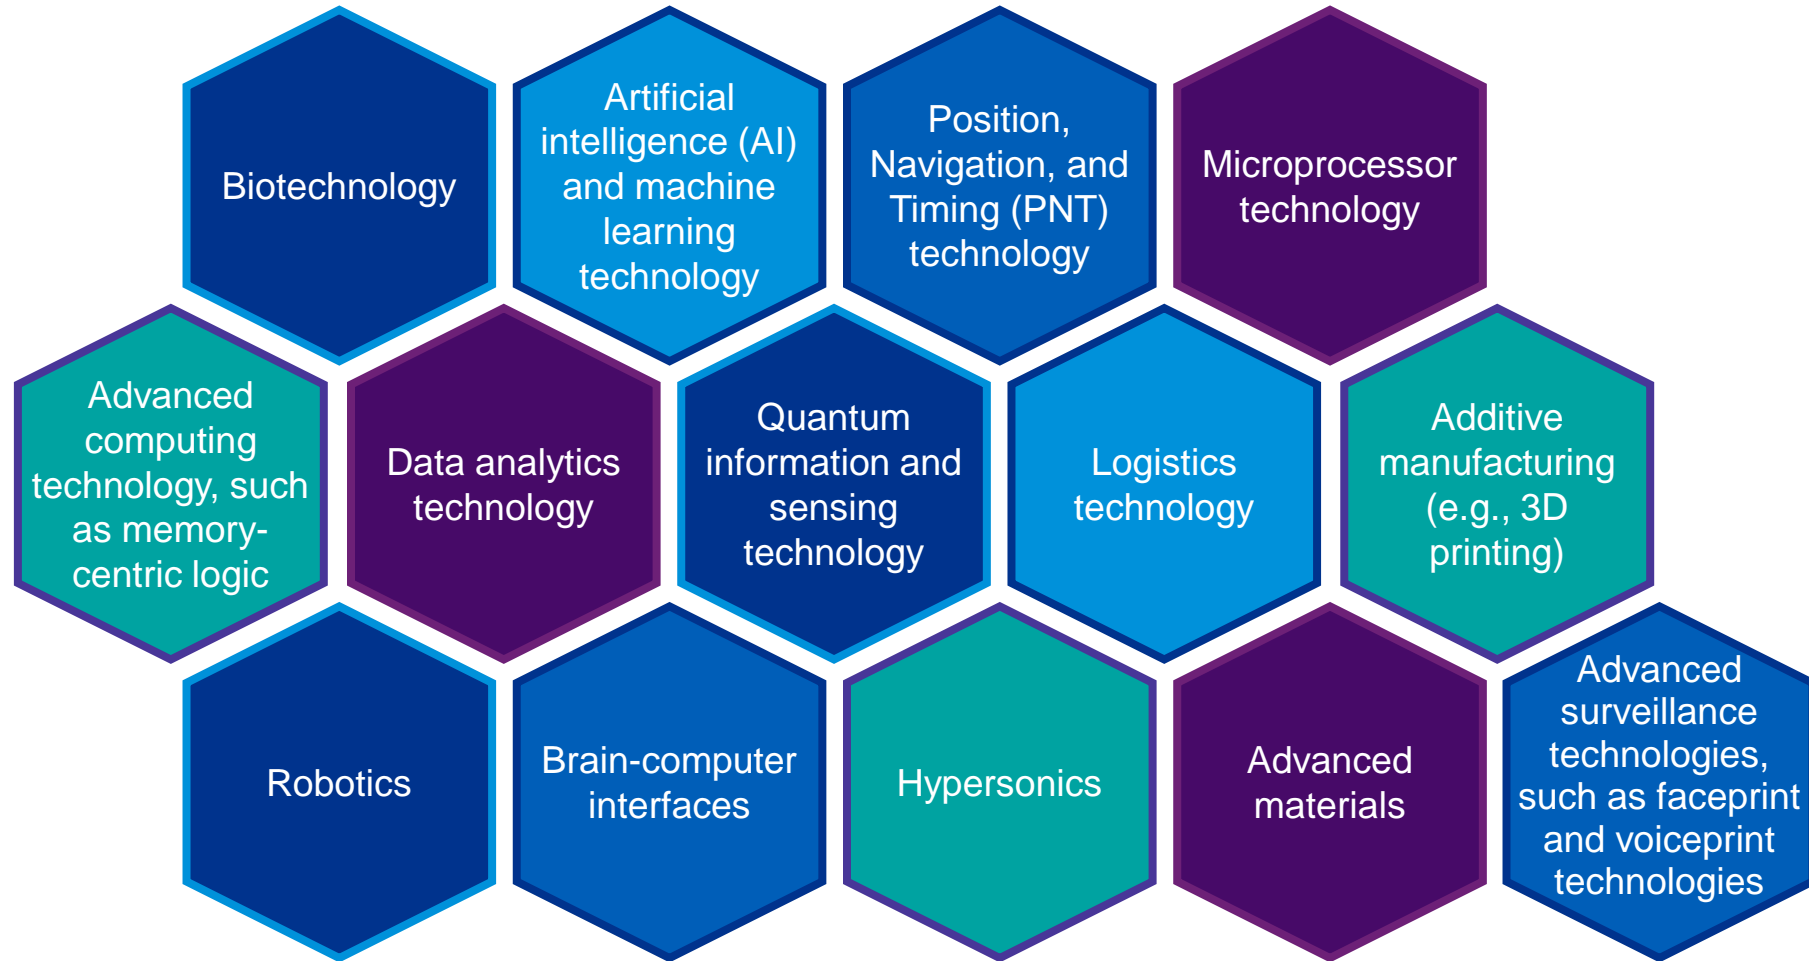 Biotechnology
Artificial
intelligence (AI)
and machine
learning
technology
Position,
Navigation, and
Timing (PNT)
technology
Microprocessor
technology
Advanced
computing
technology, such
as memory-
centric logic
Data analytics
technology
Quantum
information and
sensing
technology
Logistics
technology
Additive
manufacturing
(e.g., 3D
printing)
Robotics
Brain-computer
interfaces
Hypersonics
Advanced
materials
Advanced
surveillance
technologies,
such as faceprint
and voiceprint
technologies